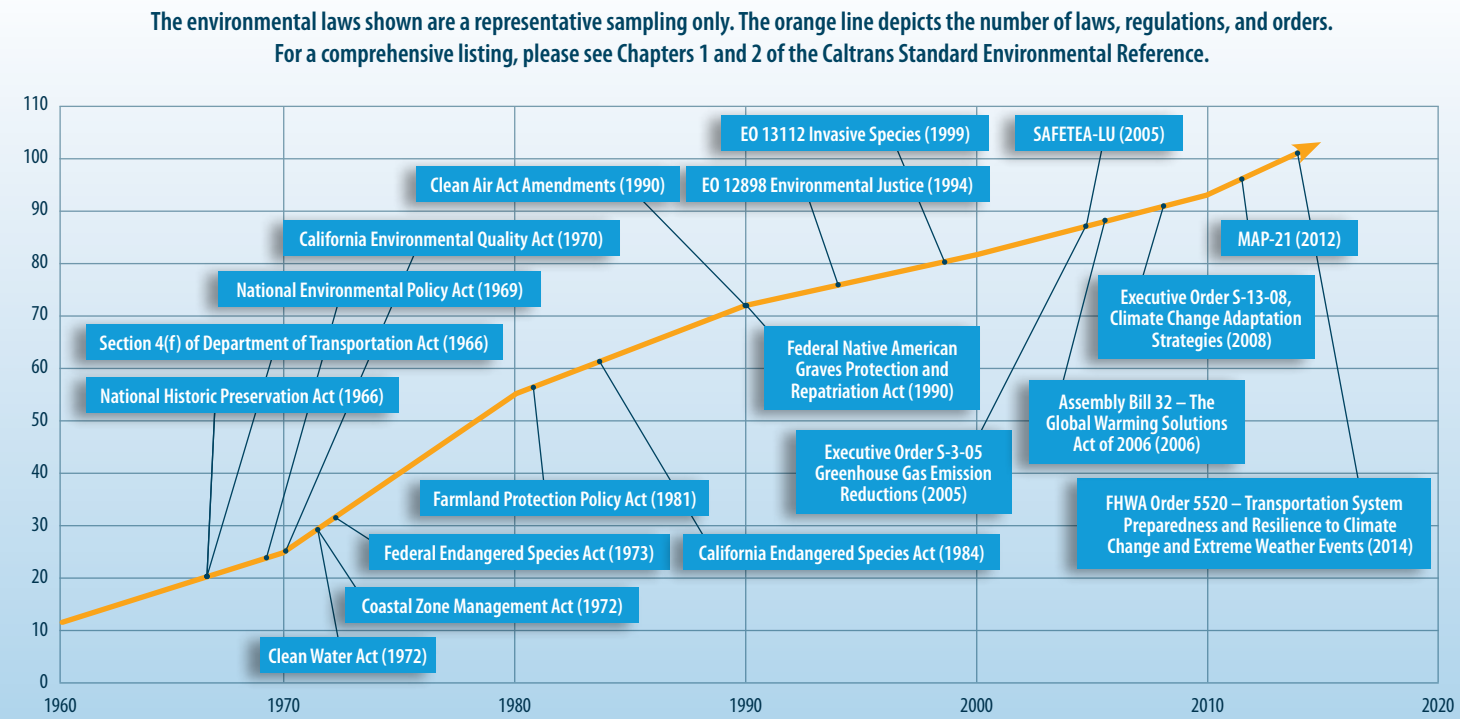 The environmental laws shown are a representative sampling only. The orange line depicts the number of laws, regulations, and orders.
For a comprehensive listing, please see Chapters 1 and 2 of the Caltrans Standard Environmental Reference.
110
100
90
80
70
60
50
40
30
20
10
0
EO 13112 Invasive Species (1999)
SAFETEA-LU (2005)
Clean Air Act Amendments (1990)
EO 12898 Environmental Justice (1994)
California Environmental Quality Act (1970)
MAP-21 (2012)
National Environmental Policy Act (1969)
Executive Order S-13-08,
Climate Change Adaptation
Strategies (2008)
Section 4(f) of Department of Transportation Act (1966)
Federal Native American
Graves Protection and
Repatriation Act (1990)
National Historic Preservation Act (1966)
Assembly Bill 32 – The
Global Warming Solutions
Act of 2006 (2006)
Executive Order S-3-05
Greenhouse Gas Emission
Reductions (2005)
Farmland Protection Policy Act (1981)
FHWA Order 5520 – Transportation System
Preparedness and Resilience to Climate
Change and Extreme Weather Events (2014)
Federal Endangered Species Act (1973)
California Endangered Species Act (1984)
Coastal Zone Management Act (1972)
Clean Water Act (1972)
1960
1970
1980
1990
2000
2010
2020